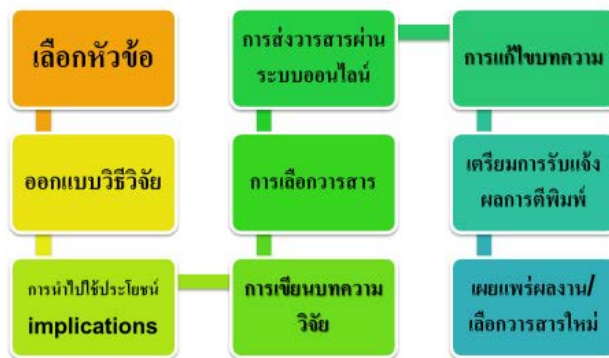 เลือกหัวข้อ
ออกแบบวิธีวิจัย
การนำไปใช้ประโยชน์
implications
การเขียนบทความ
วิจัย
การเลือกวารสาร
การส่งวารสารผ่าน
ระบบออนไลน์
การแก้ไขบทความ
เตรียมการรับแจ้ง
ผลการตีพิมพ์
เผยแพร่ผลงาน/
เลือกวารสารใหม่